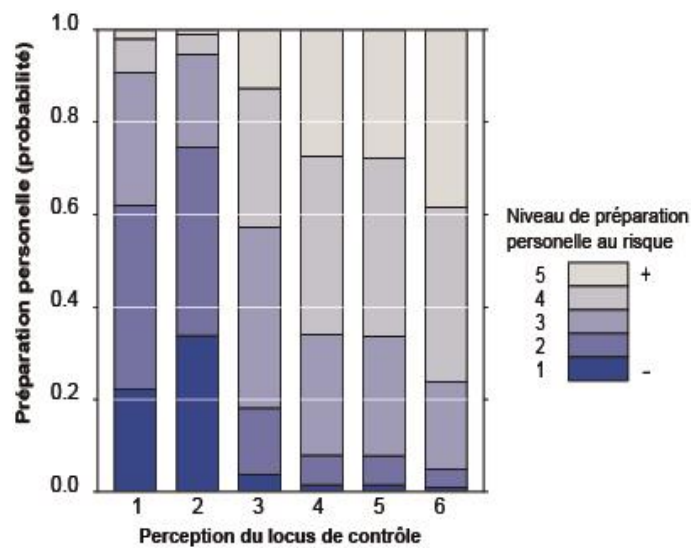 Préparation personelle (probabilité)
1.0
0.8
0.6
0.4
0.2
0.0
1 2 3 4 5 6
Perception du locus de contrôle
Niveau de préparation
personelle au risque
5 +
4
3
2
1 -